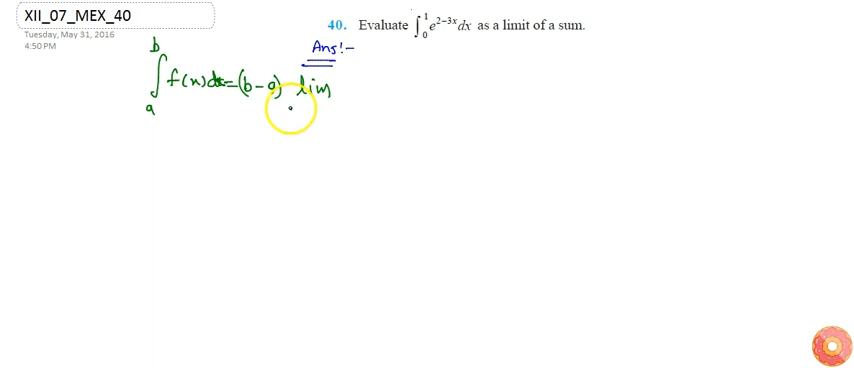 XII_07_MEX_40
Tuesday, May 31, 2016
4:50 PM
40. Evaluate ∫₀¹ e^{2−3x} dx as a limit of a sum.
Ans!-
∫ₐᵇ f(x)dx = (b-a) lim